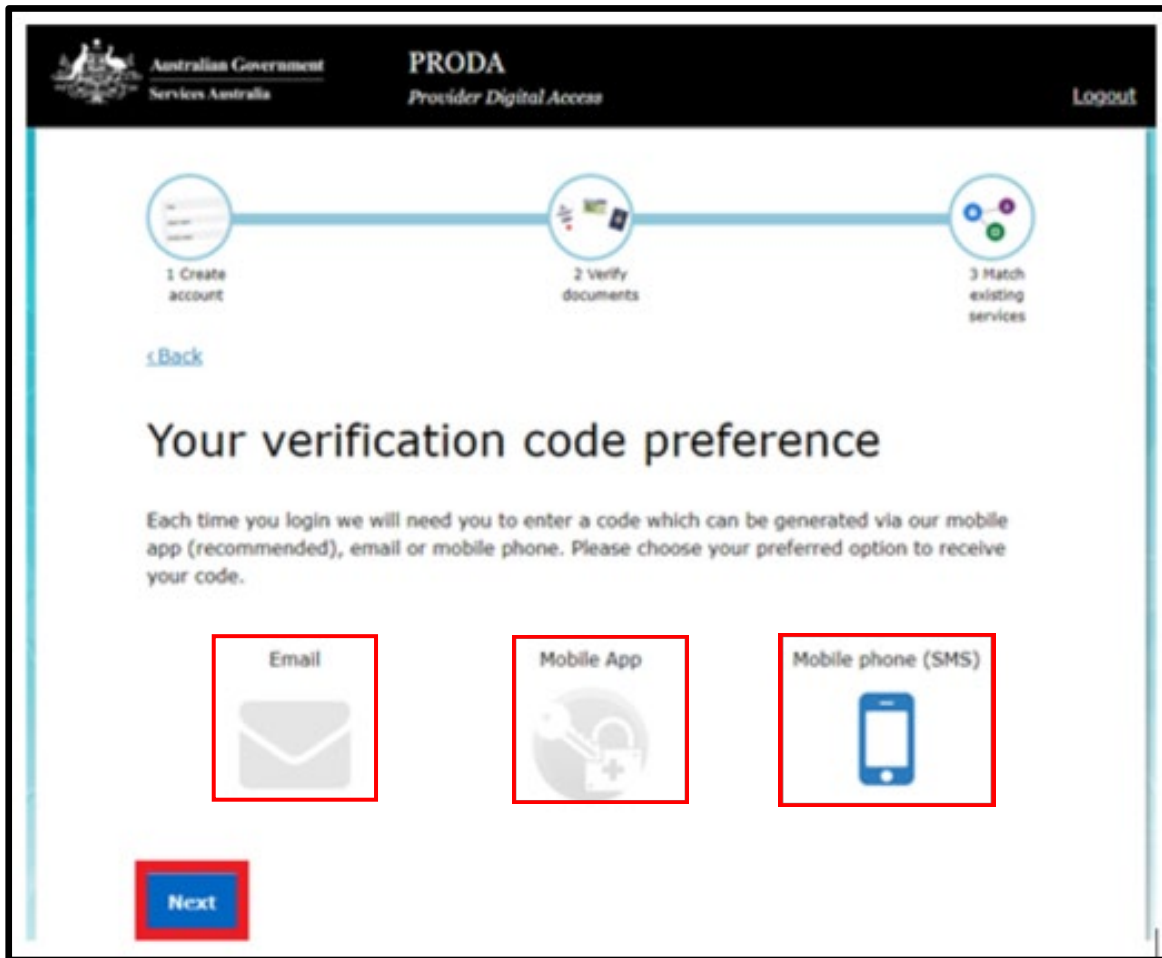 Australian Government
Services Australia
PRODA
Provider Digital Access
Logout
1 Create
account
2 Verify
documents
3 Match
existing
services
< Back
Your verification code preference
Each time you login we will need you to enter a code which can be generated via our mobile
app (recommended), email or mobile phone. Please choose your preferred option to receive
your code.
Email
Mobile App
Mobile phone (SMS)
Next